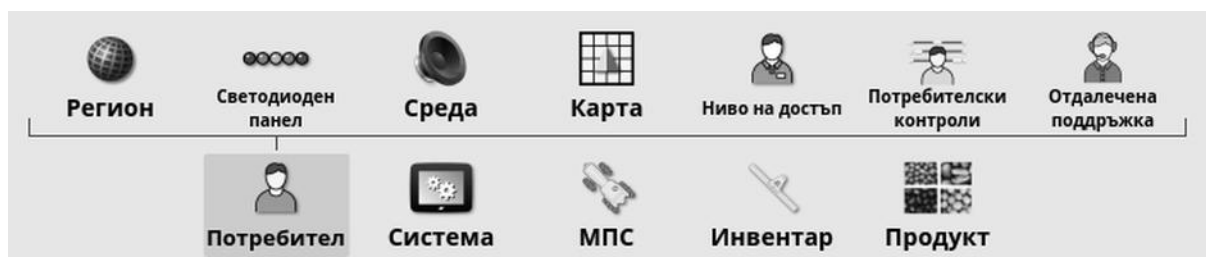 Регион
Светодиоден
панел
Среда
Карта
Ниво на достъп
Потребителски
контроли
Отдалечена
поддръжка
Потребител
Система
МПС
Инвентар
Продукт